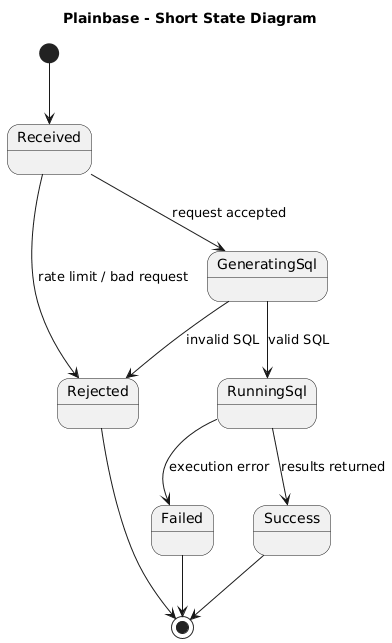 Plainbase - Short State Diagram
Received
request accepted
GeneratingSql
rate limit / bad request
invalid SQL
valid SQL
Rejected
RunningSql
execution error
results returned
Failed
Success